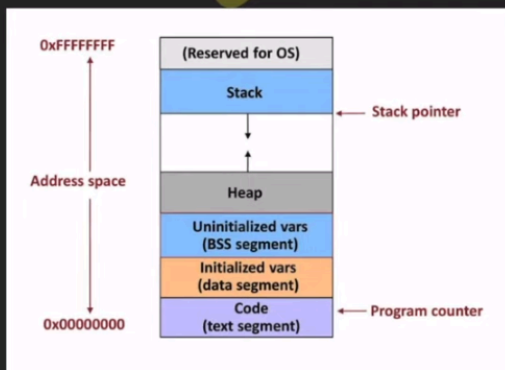 0xFFFFFFFF
(Reserved for OS)
Stack
Stack pointer
Address space
Heap
Uninitialized vars
(BSS segment)
Initialized vars
(data segment)
Code
(text segment)
Program counter
0x00000000